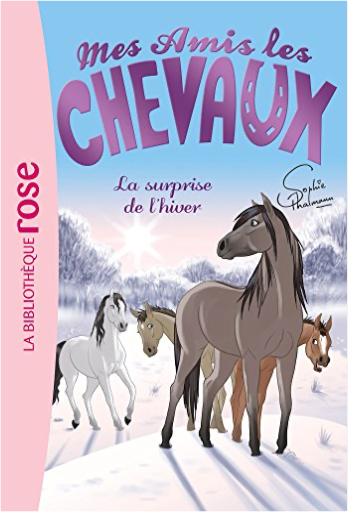 Mes Amis les
CHEVAUX
La surprise
de l'hiver
Sophie
Thalmann
LA BIBLIOTHÈQUE rose